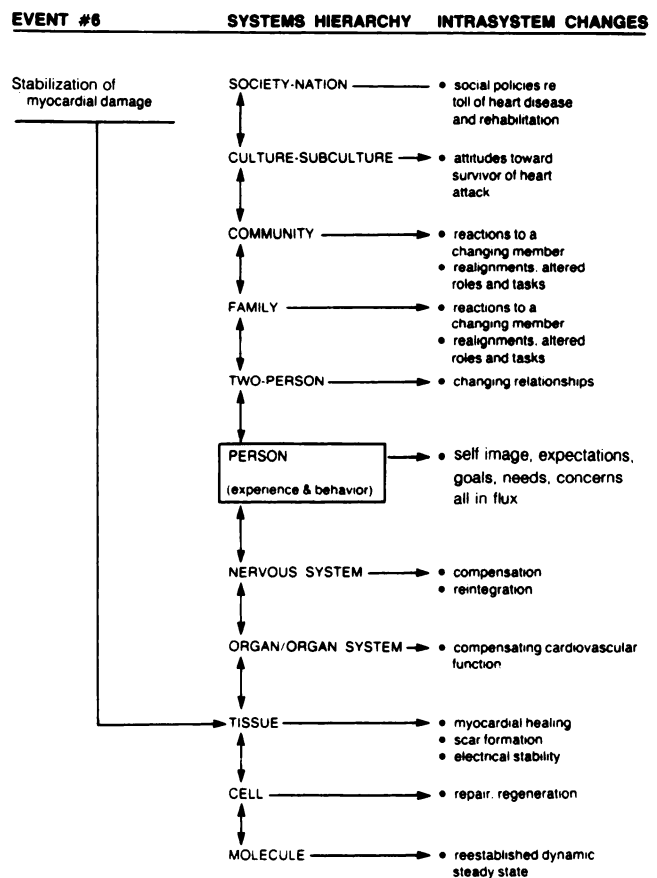 EVENT #6 SYSTEMS HIERARCHY INTRASYSTEM CHANGES
Stabilization of
myocardial damage
SOCIETY-NATION
• social policies re
toll of heart disease
and rehabilitation
CULTURE-SUBCULTURE
• attitudes toward
survivor of heart
attack
COMMUNITY
• reactions to a
changing member
• realignments. altered
roles and tasks
FAMILY
• reactions to a
changing member
• realignments. altered
roles and tasks
TWO-PERSON
• changing relationships
PERSON
(experience & behavior)
• self image, expectations,
goals, needs, concerns
all in flux
NERVOUS SYSTEM
• compensation
• reintegration
ORGAN/ORGAN SYSTEM
• compensating cardiovascular
function
TISSUE
• myocardial healing
• scar formation
• electrical stability
CELL
• repair. regeneration
MOLECULE
• reestablished dynamic
steady state